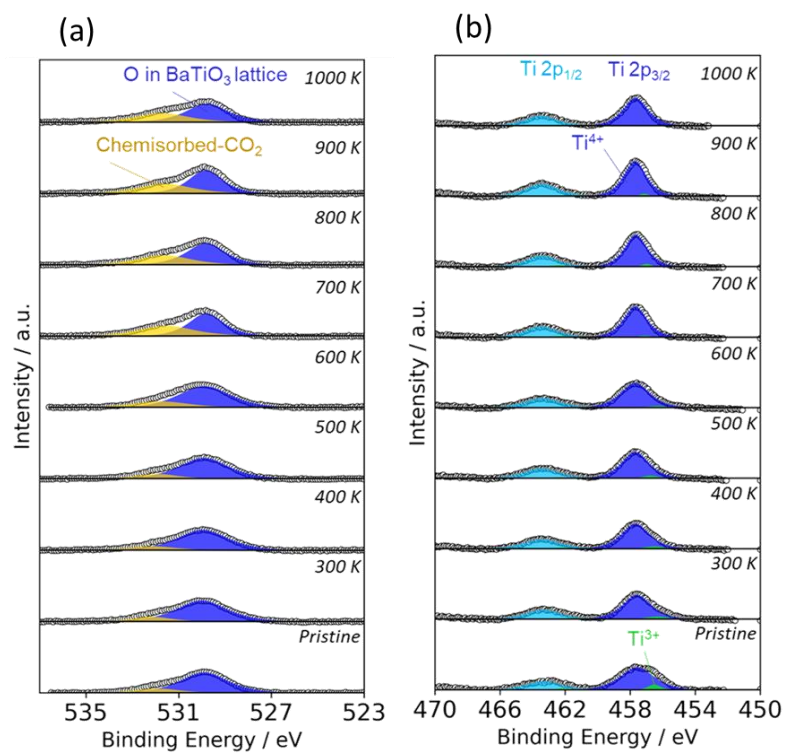 (a)
O in BaTiO3 lattice
1000 K
Chemisorbed-CO2
900 K
800 K
700 K
600 K
500 K
400 K
300 K
Pristine
Intensity / a.u.
535 531 527 523
Binding Energy / eV
(b)
Ti 2p1/2 Ti 2p3/2
1000 K
Ti4+
900 K
800 K
700 K
600 K
500 K
400 K
300 K
Ti3+
Pristine
Intensity / a.u.
470 466 462 458 454 450
Binding Energy / eV